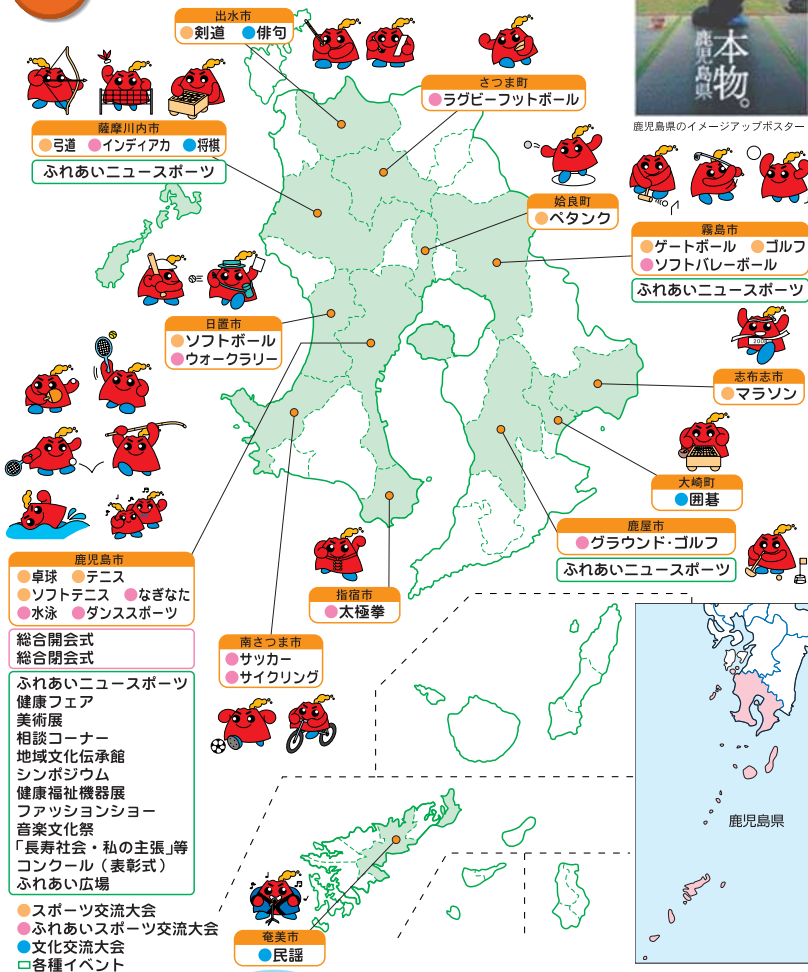 出水市
剣道 俳句
さつま町
ラグビーフットボール
本物。
鹿児島県
鹿児島県のイメージアップポスター
薩摩川内市
弓道 インディアカ 将棋
ふれあいニュースポーツ
姶良町
ペタンク
霧島市
ゲートボール ゴルフ
ソフトバレーボール
ふれあいニュースポーツ
日置市
ソフトボール
ウォークラリー
志布志市
マラソン
大崎町
囲碁
鹿屋市
グラウンド・ゴルフ
ふれあいニュースポーツ
鹿児島市
卓球 テニス
ソフトテニス なぎなた
水泳 ダンススポーツ
総合開会式
総合閉会式
ふれあいニュースポーツ
健康フェア
美術展
相談コーナー
地域文化伝承館
シンポジウム
健康福祉機器展
ファッションショー
音楽文化祭
「長寿社会・私の主張」等
コンクール(表彰式)
ふれあい広場
指宿市
太極拳
南さつま市
サッカー
サイクリング
鹿児島県
スポーツ交流大会
ふれあいスポーツ交流大会
文化交流大会
各種イベント
奄美市
民謡